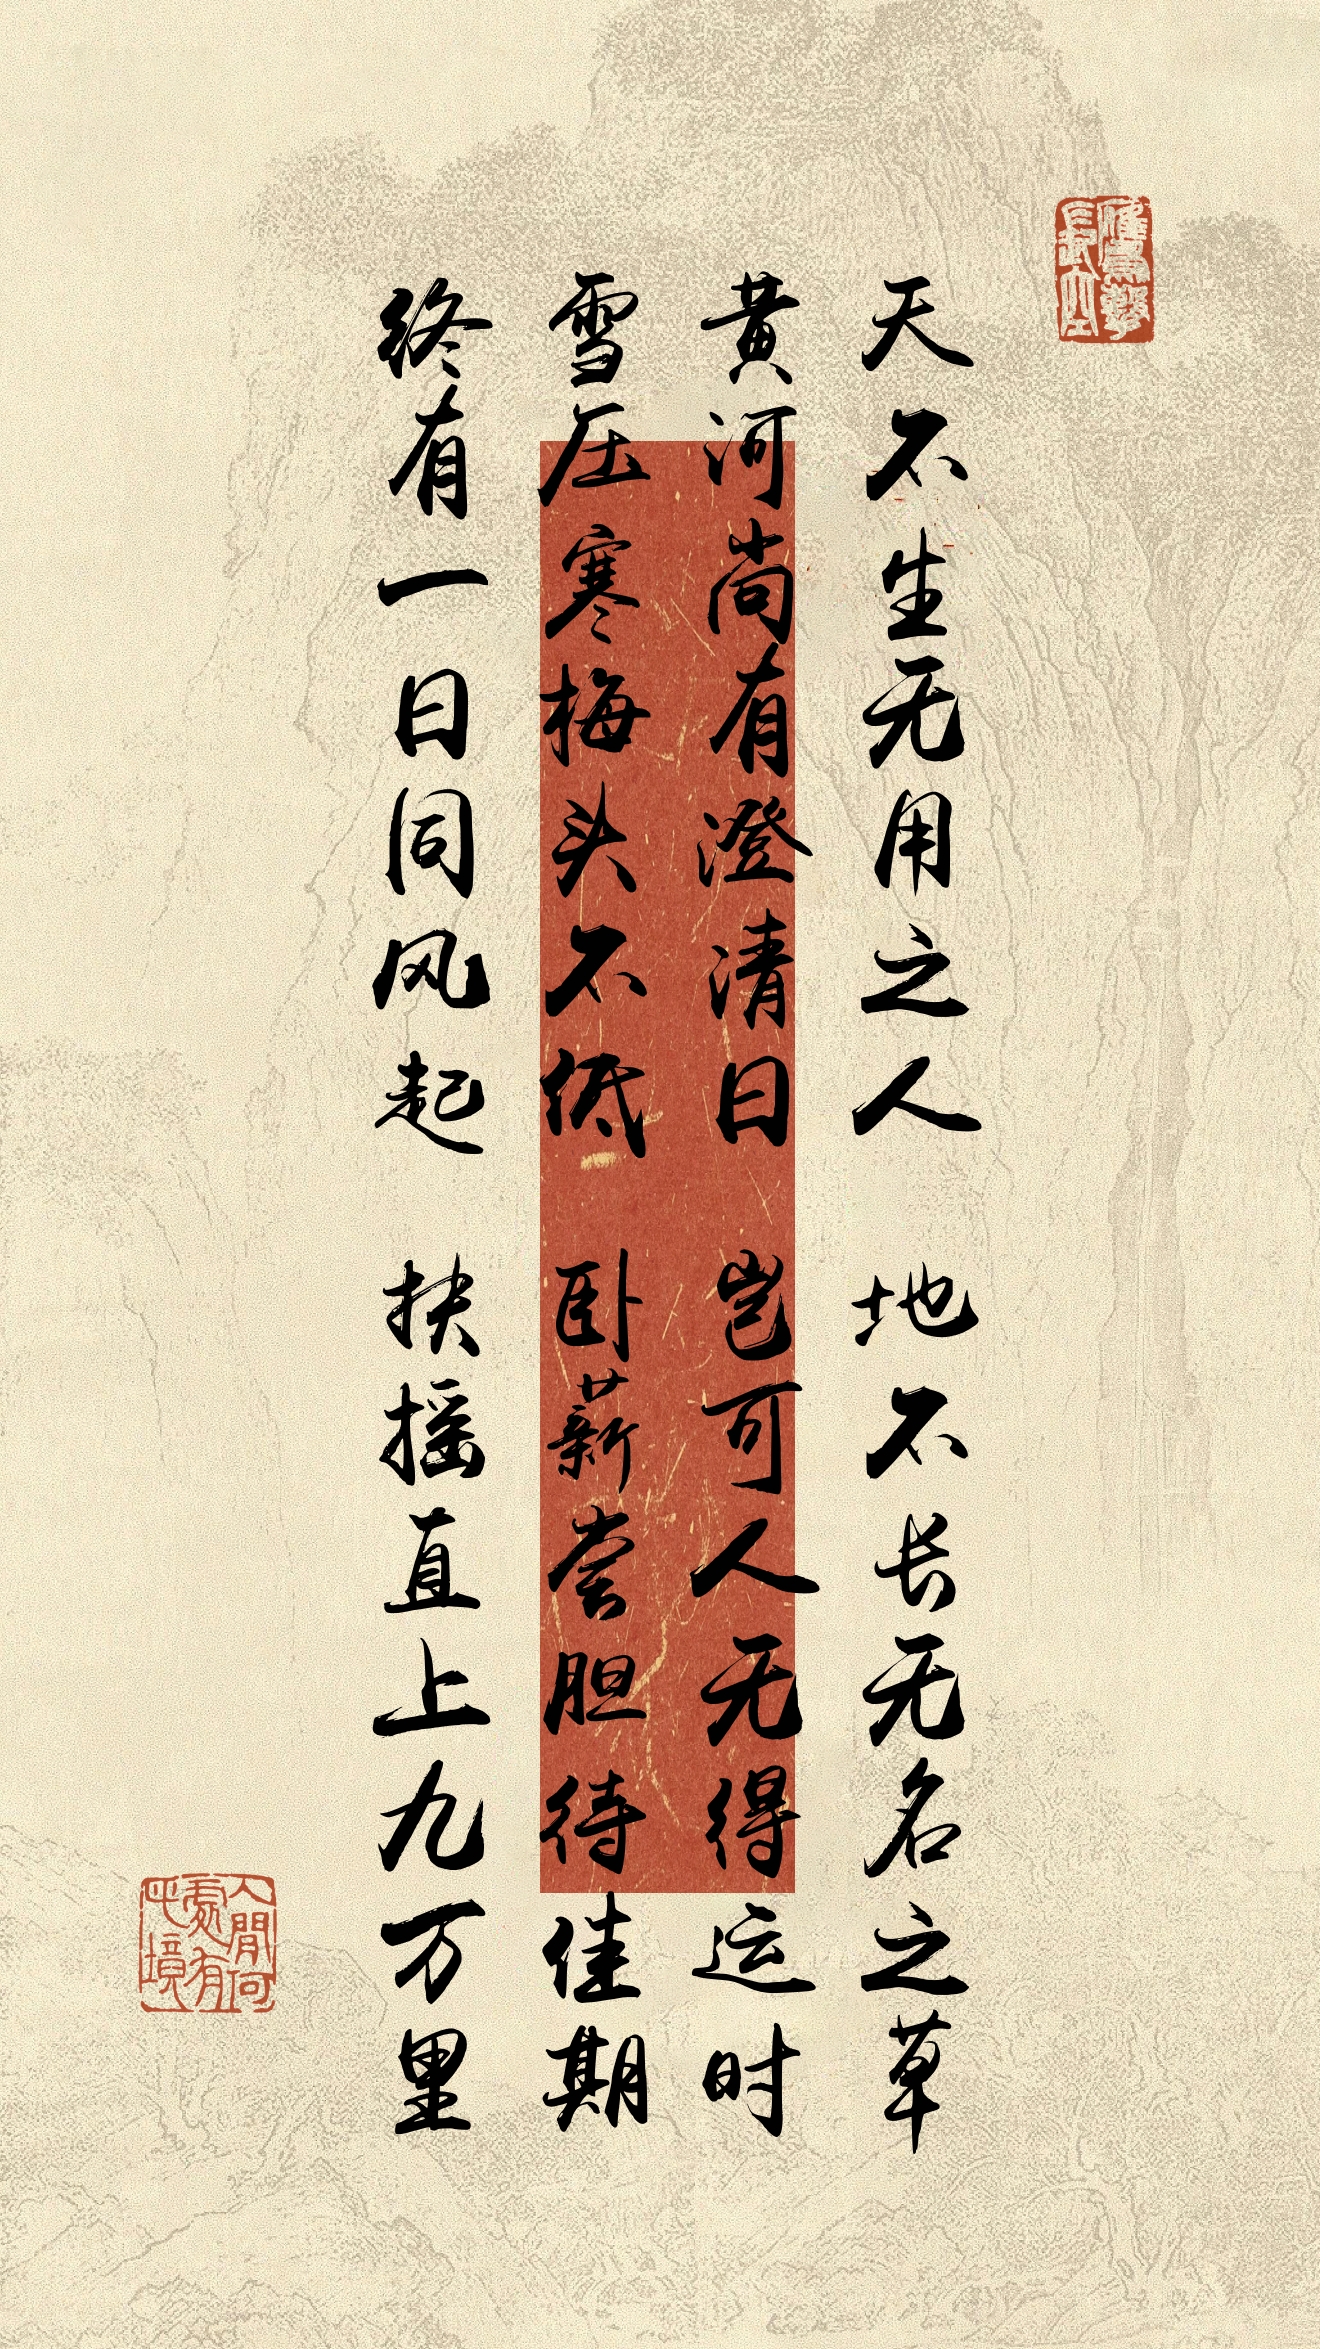 天不生无用之人 地不长无名之草
黄河尚有澄清日 岂可人无得运时
雪压寒梅头不低 卧薪尝胆待佳期
终有一日同风起 扶摇直上九万里
人間何處有此境